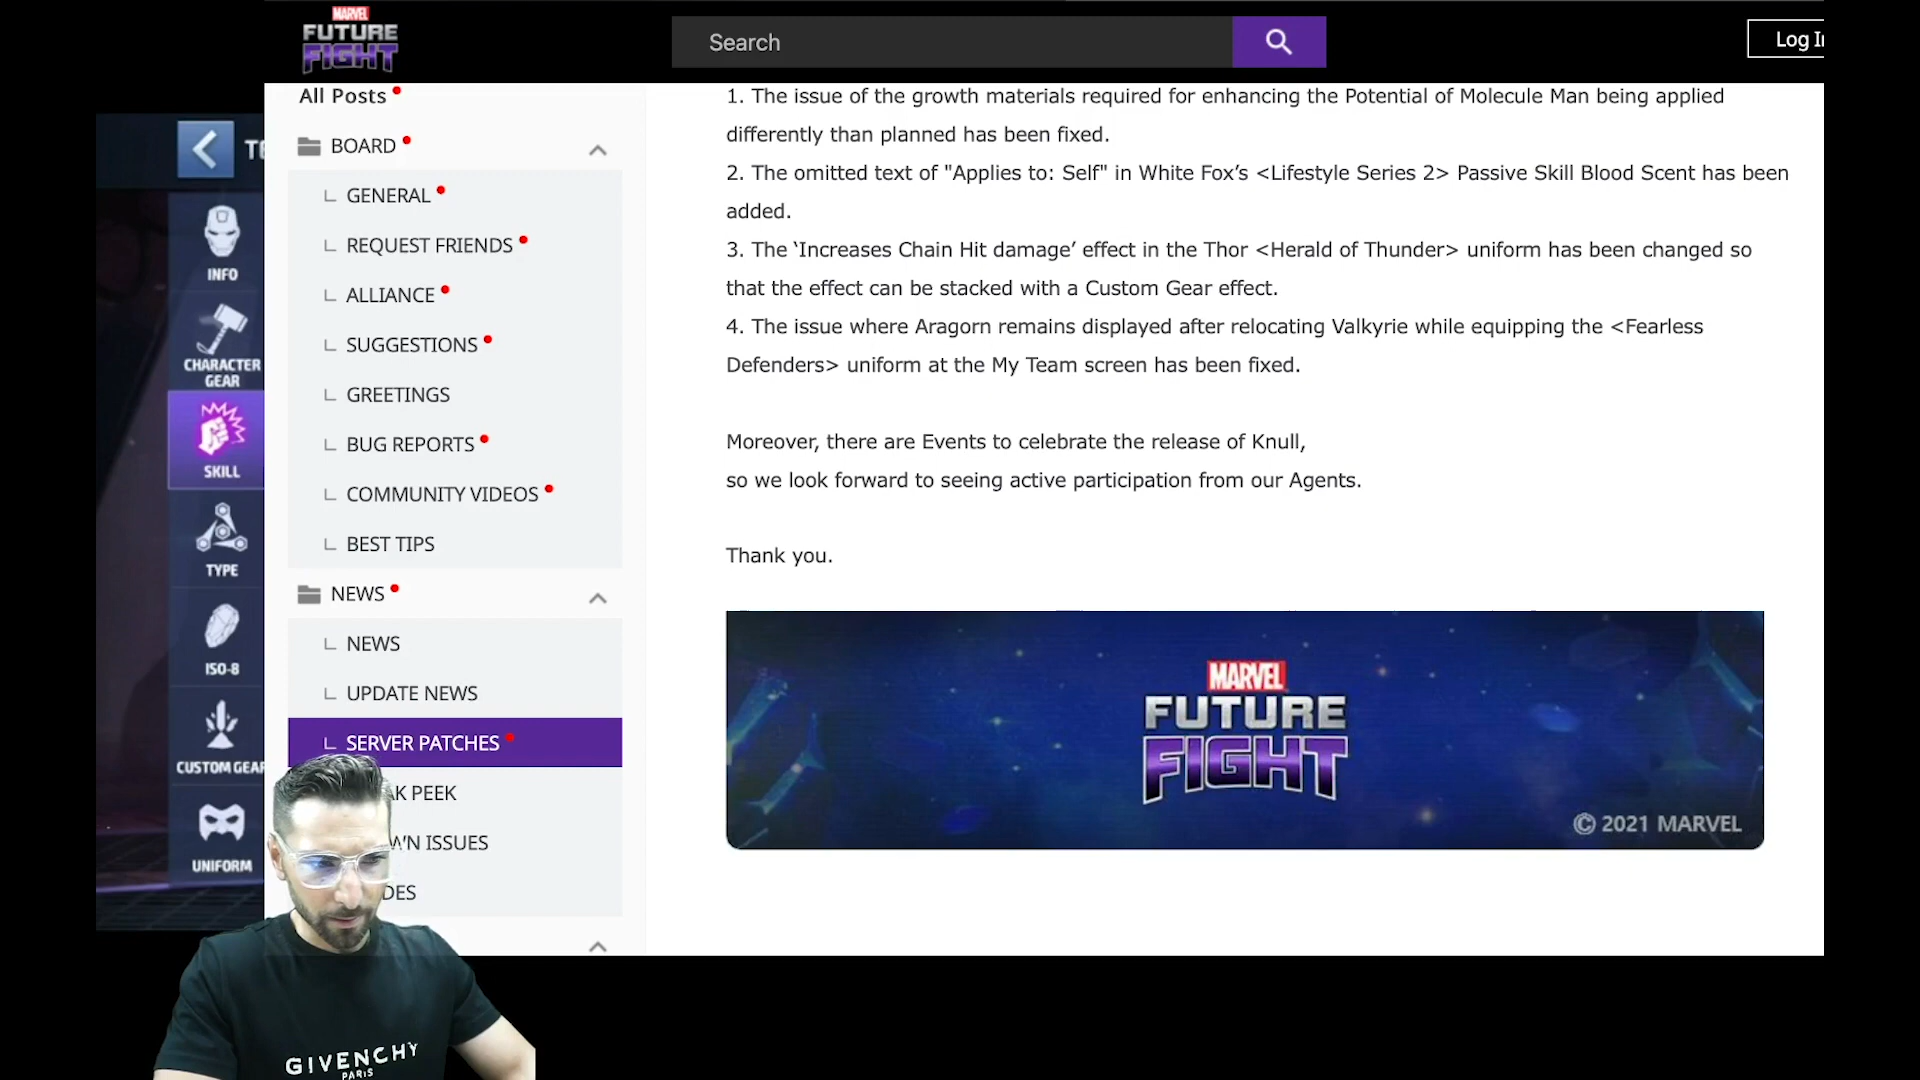 MARVEL
FUTURE
FIGHT
Search
All Posts
BOARD
GENERAL
REQUEST FRIENDS
ALLIANCE
SUGGESTIONS
GREETINGS
BUG REPORTS
COMMUNITY VIDEOS
BEST TIPS
NEWS
NEWS
UPDATE NEWS
SERVER PATCHES
PEEK
ISSUES
INFO
CHARACTER
GEAR
SKILL
TYPE
ISO-8
CUSTOM GEAR
UNIFORM
1. The issue of the growth materials required for enhancing the Potential of Molecule Man being applied
differently than planned has been fixed.
2. The omitted text of "Applies to: Self" in White Fox’s <Lifestyle Series 2> Passive Skill Blood Scent has been
added.
3. The ‘Increases Chain Hit damage’ effect in the Thor <Herald of Thunder> uniform has been changed so
that the effect can be stacked with a Custom Gear effect.
4. The issue where Aragorn remains displayed after relocating Valkyrie while equipping the <Fearless
Defenders> uniform at the My Team screen has been fixed.
Moreover, there are Events to celebrate the release of Knull,
so we look forward to seeing active participation from our Agents.
Thank you.
MARVEL
FUTURE
FIGHT
© 2021 MARVEL
GIVENCHY
PARIS